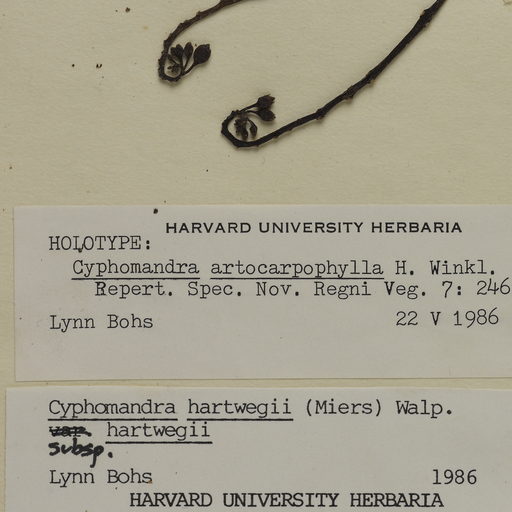 HARVARD UNIVERSITY HERBARIA
HOLOTYPE:
Cyphomandra artocarpophylla H. Winkl.
Repert. Spec. Nov. Regni Veg. 7: 246
Lynn Bohs 22 V 1986
Cyphomandra hartwegii (Miers) Walp.
var. hartwegii
subsp.
Lynn Bohs 1986
HARVARD UNIVERSITY HERBARIA